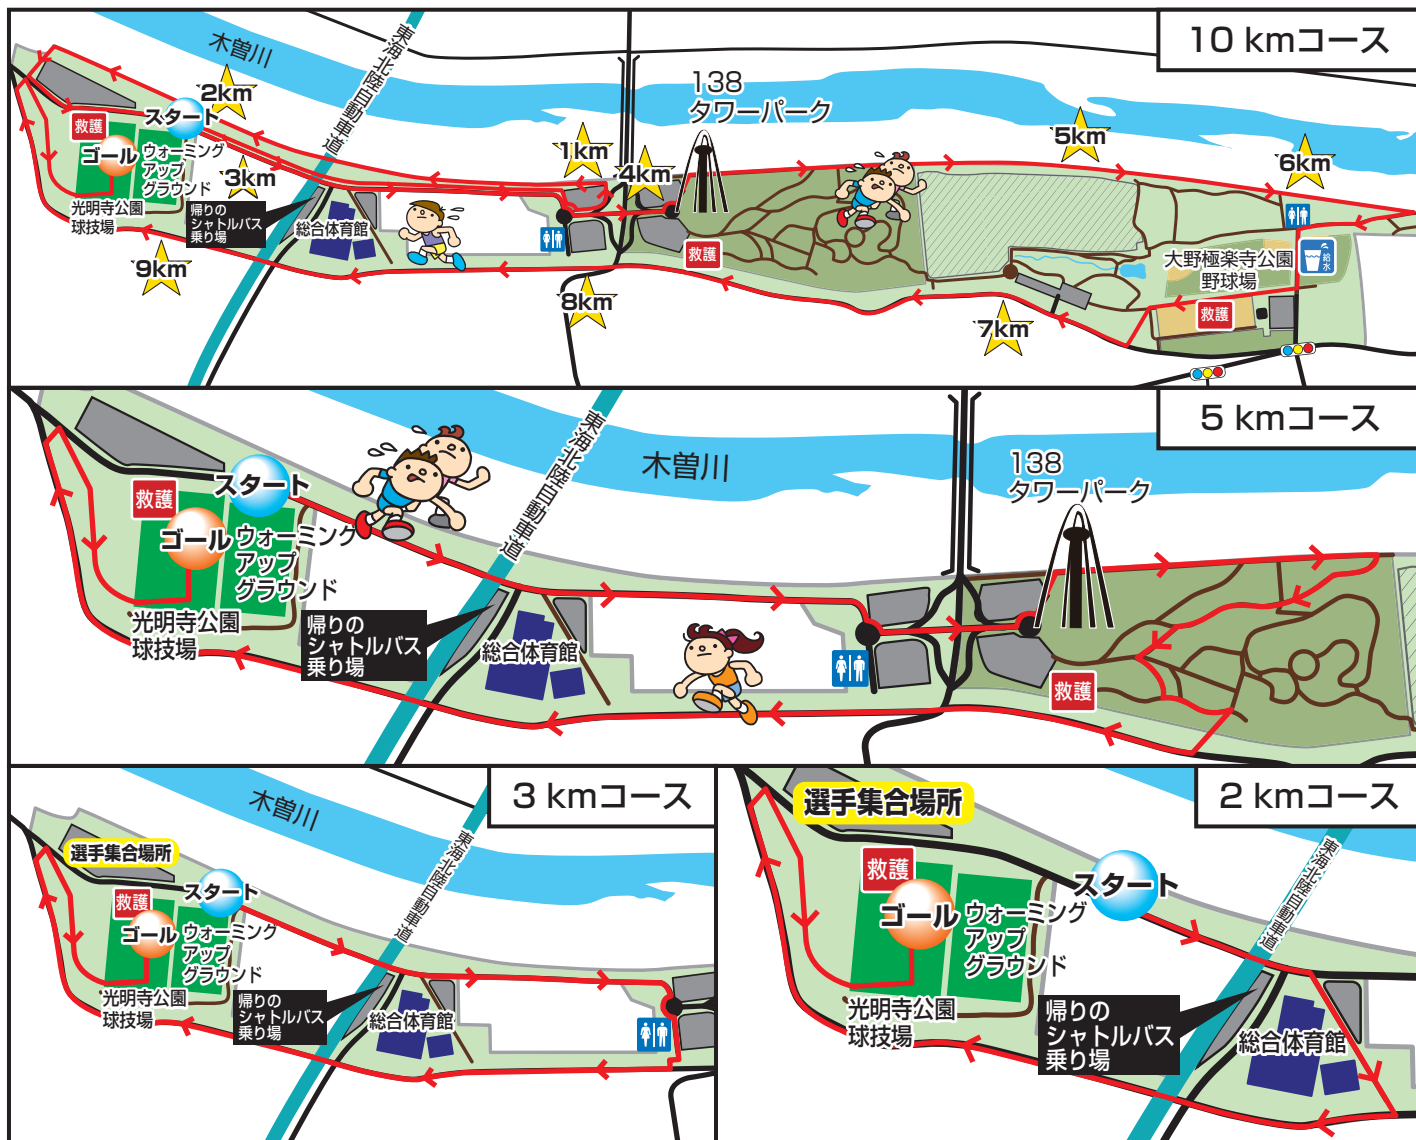 10 kmコース
木曽川
東海北陸自動車道
138
タワーパーク
2km
スタート
救護
ゴール
ウォーミング
アップ
グラウンド
3km
1km
4km
5km
6km
光明寺公園
球技場
帰りの
シャトルバス
乗り場
総合体育館
救護
大野極楽寺公園
野球場
給水
救護
9km
8km
7km
5 kmコース
木曽川
東海北陸自動車道
138
タワーパーク
スタート
救護
ゴール
ウォーミング
アップ
グラウンド
光明寺公園
球技場
帰りの
シャトルバス
乗り場
総合体育館
救護
3 kmコース
木曽川
東海北陸自動車道
選手集合場所
スタート
救護
ゴール
ウォーミング
アップ
グラウンド
光明寺公園
球技場
帰りの
シャトルバス
乗り場
総合体育館
2 kmコース
選手集合場所
東海北陸自動車道
救護
スタート
ゴール
ウォーミング
アップ
グラウンド
光明寺公園
球技場
帰りの
シャトルバス
乗り場
総合体育館